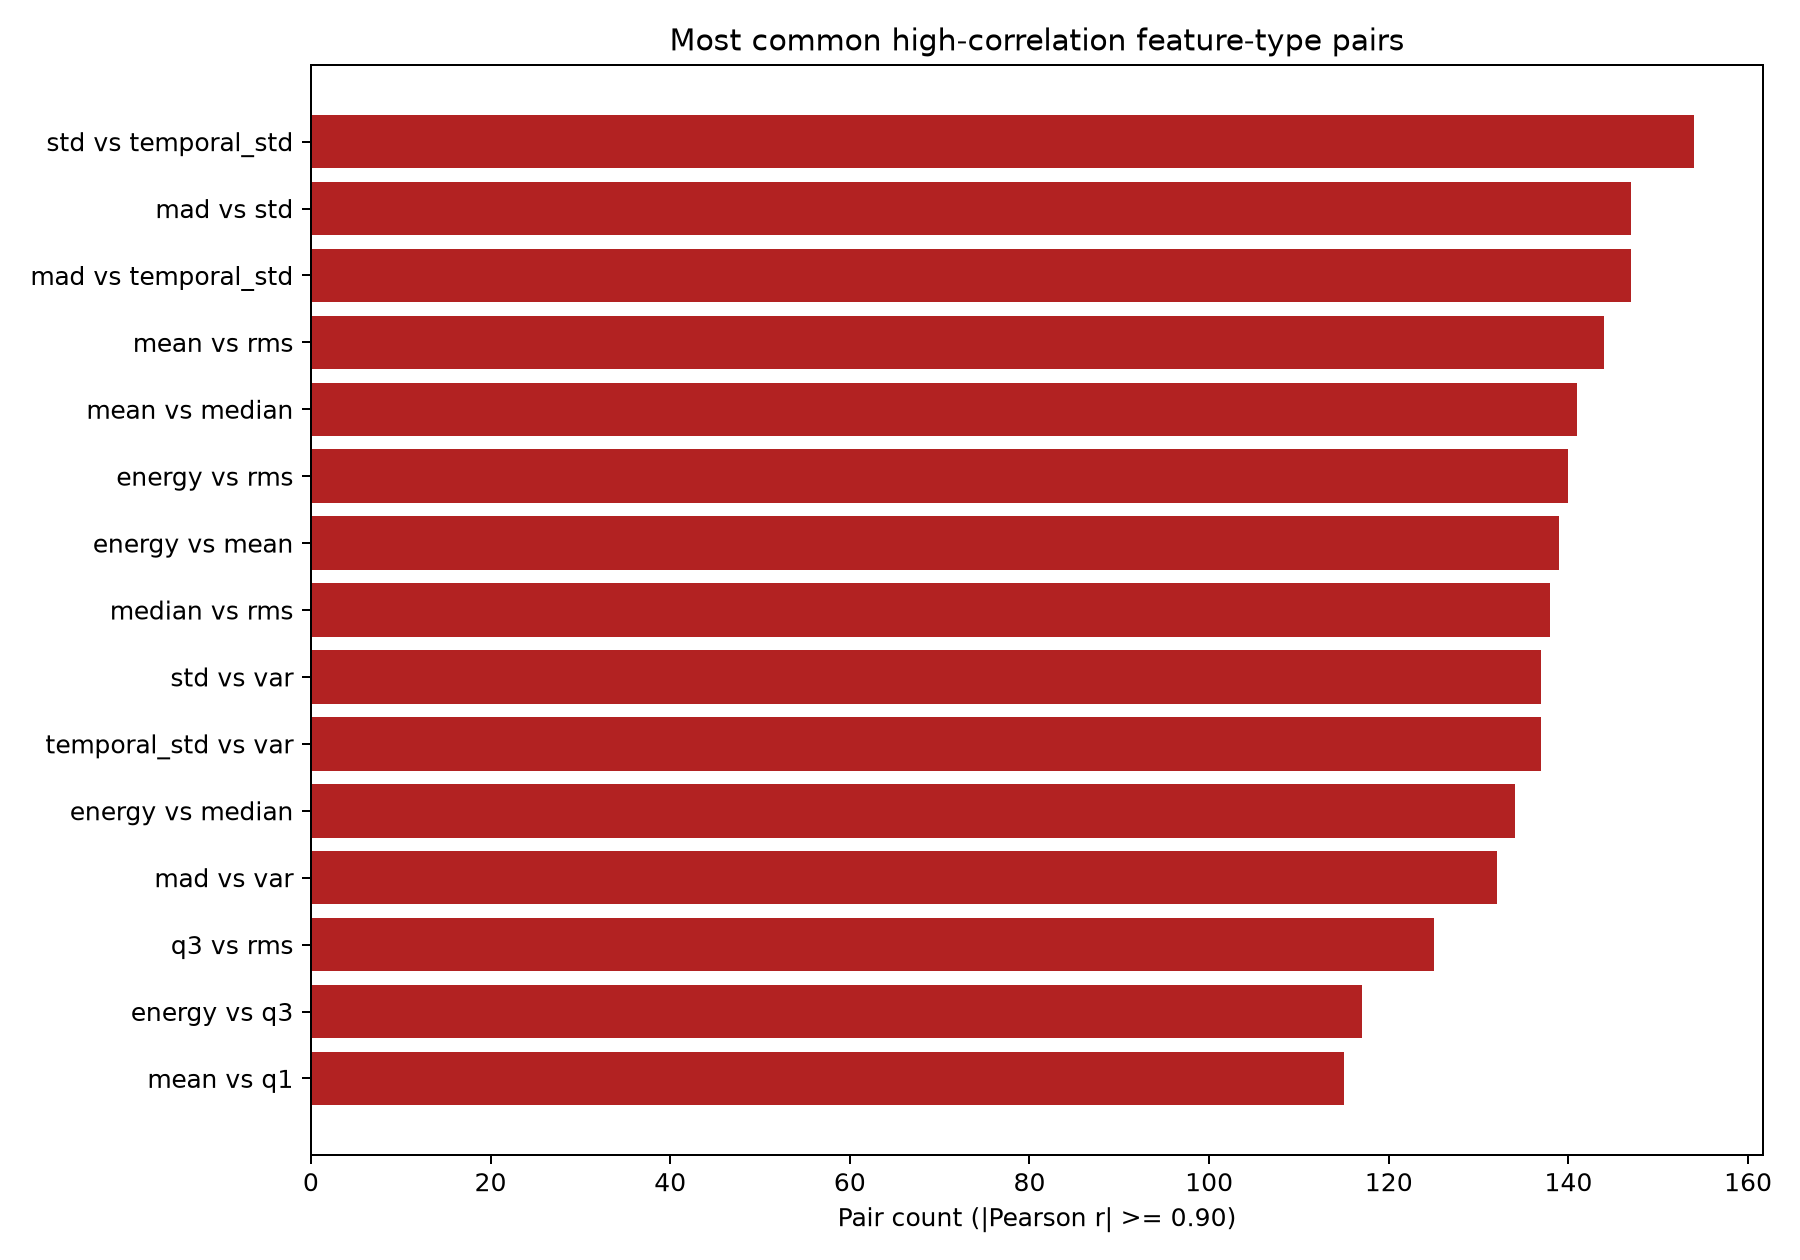 Most common high-correlation feature-type pairs
std vs temporal_std
mad vs std
mad vs temporal_std
mean vs rms
mean vs median
energy vs rms
energy vs mean
median vs rms
std vs var
temporal_std vs var
energy vs median
mad vs var
q3 vs rms
energy vs q3
mean vs q1
0 20 40 60 80 100 120 140 160
Pair count (|Pearson r| >= 0.90)